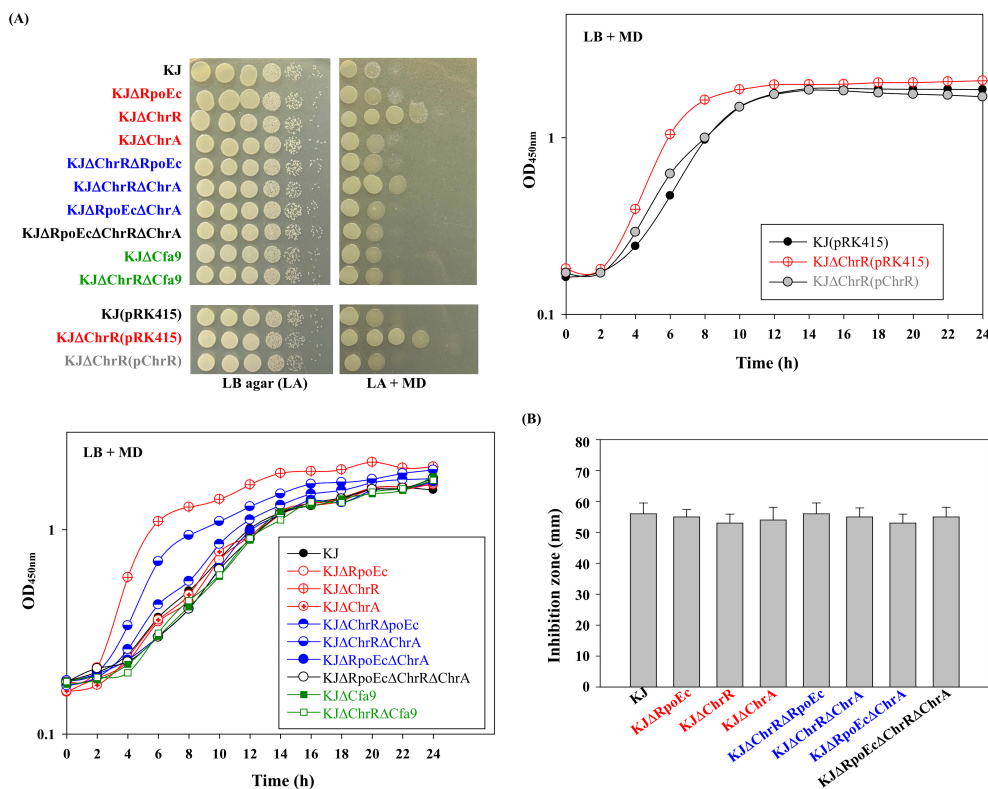 (A)
KJ
KJΔRpoEc
KJΔChrR
KJΔChrA
KJΔChrRΔRpoEc
KJΔChrRΔChrA
KJΔRpoEcΔChrA
KJΔRpoEcΔChrRΔChrA
KJΔCfa9
KJΔChrRΔCfa9
KJ(pRK415)
KJΔChrR(pRK415)
KJΔChrR(pChrR)
LB agar (LA)
LA + MD
LB + MD
OD450nm
1
0.1
KJ(pRK415)
KJΔChrR(pRK415)
KJΔChrR(pChrR)
0 2 4 6 8 10 12 14 16 18 20 22 24
Time (h)
LB + MD
OD450nm
1
0.1
KJ
KJΔRpoEc
KJΔChrR
KJΔChrA
KJΔChrRΔpoEc
KJΔChrRΔChrA
KJΔRpoEcΔChrA
KJΔRpoEcΔChrRΔChrA
KJΔCfa9
KJΔChrRΔCfa9
0 2 4 6 8 10 12 14 16 18 20 22 24
Time (h)
(B)
Inhibition zone (mm)
80
70
60
50
40
30
20
10
0
KJ
KJΔRpoEc
KJΔChrR
KJΔChrA
KJΔChrRΔRpoEc
KJΔChrRΔChrA
KJΔRpoEcΔChrA
KJΔRpoEcΔChrRΔChrA